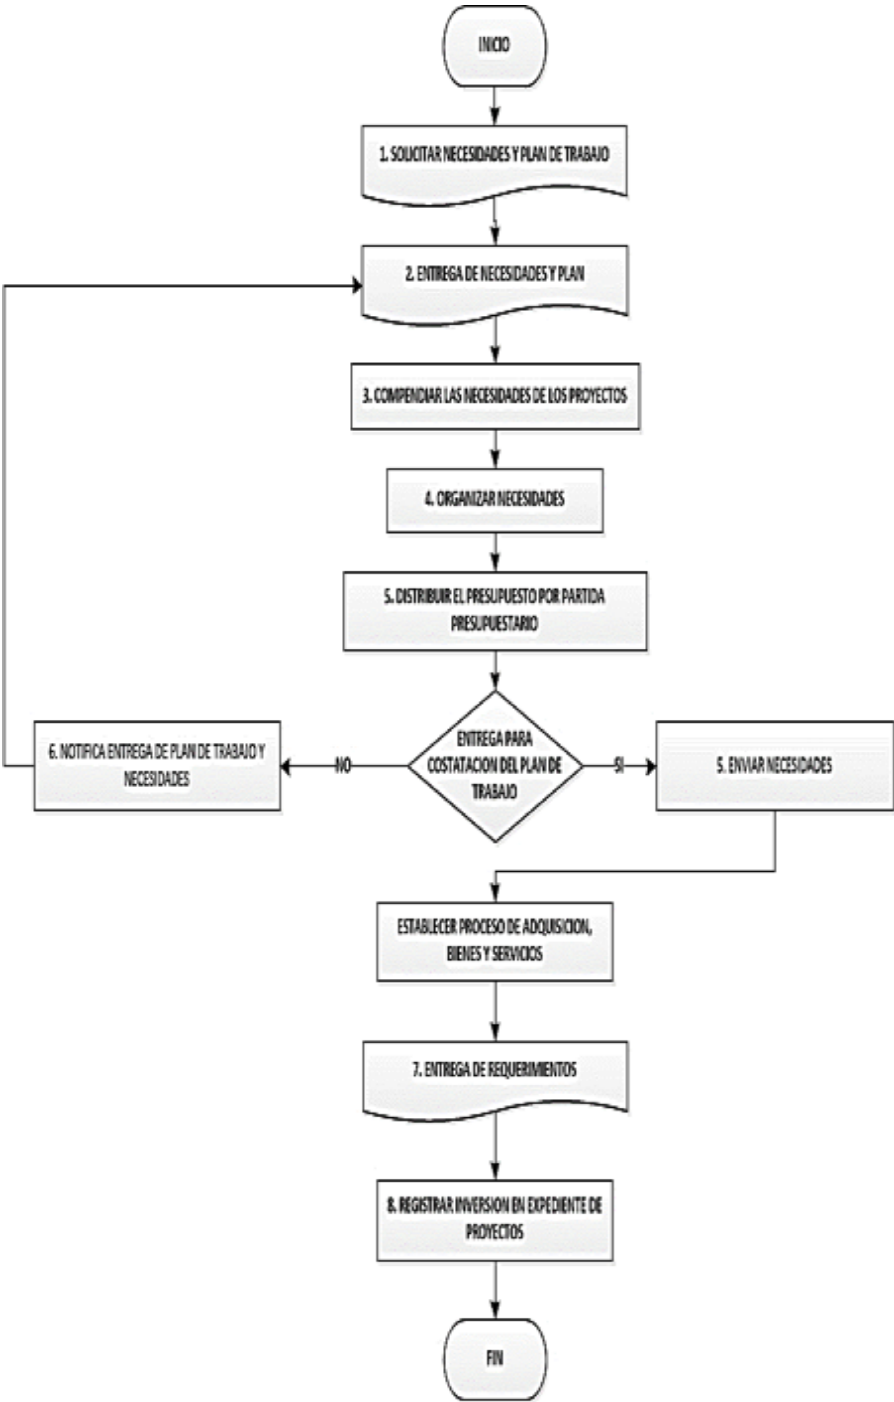 INICIO
1. SOLICITAR NECESIDADES Y PLAN DE TRABAJO
2. ENTREGA DE NECESIDADES Y PLAN
3. COMPENDIAR LAS NECESIDADES DE LOS PROYECTOS
4. ORGANIZAR NECESIDADES
5. DISTRIBUIR EL PRESUPUESTO POR PARTIDA
PRESUPUESTARIO
ENTREGA PARA
COSTATACION DEL PLAN DE
TRABAJO
NO
6. NOTIFICA ENTREGA DE PLAN DE TRABAJO Y
NECESIDADES
SI
5. ENVIAR NECESIDADES
ESTABLECER PROCESO DE ADQUISICION,
BIENES Y SERVICIOS
7. ENTREGA DE REQUERIMIENTOS
8. REGISTRAR INVERSION EN EXPEDIENTE DE
PROYECTOS
FIN